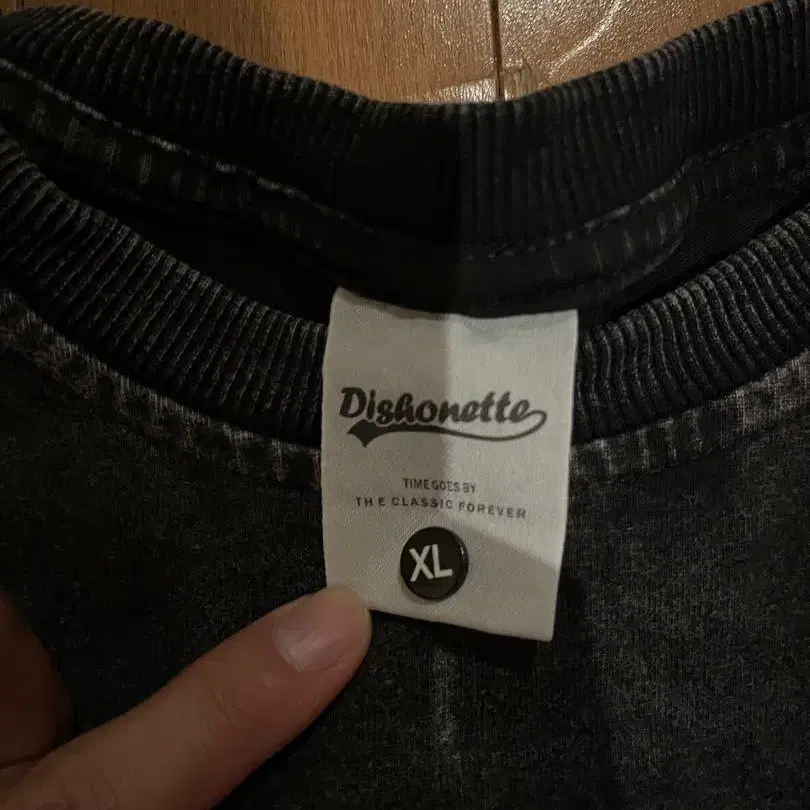 Dishonette
TIME GOES BY
THE CLASSIC FOREVER
XL